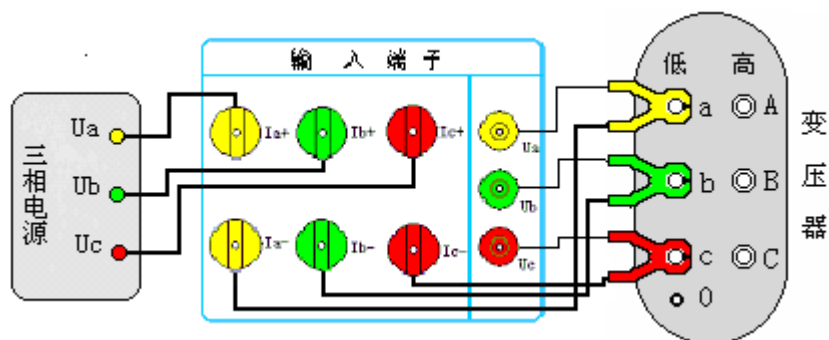 三相电源
Ua
Ub
Uc
输入端子
Ia+
Ib+
Ic+
Ia-
Ib-
Ic-
Ua
Ub
Uc
低 高
a A
b B
c C
0
变压器